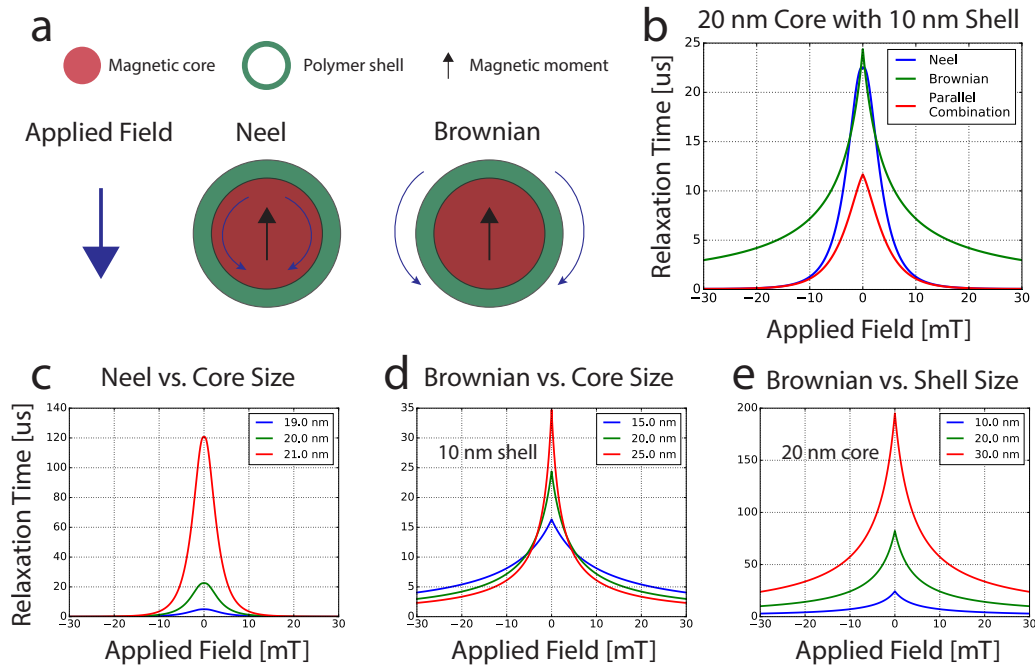 a
Magnetic core
Polymer shell
Magnetic moment
Applied Field
Neel
Brownian
b
20 nm Core with 10 nm Shell
Relaxation Time [us]
25
20
15
10
5
0
Neel
Brownian
Parallel
Combination
−30 −20 −10 0 10 20 30
Applied Field [mT]
c
Neel vs. Core Size
Relaxation Time [us]
140
120
100
80
60
40
20
0
19.0 nm
20.0 nm
21.0 nm
−30 −20 −10 0 10 20 30
Applied Field [mT]
d
Brownian vs. Core Size
35
30
25
20
15
10
5
0
10 nm shell
15.0 nm
20.0 nm
25.0 nm
−30 −20 −10 0 10 20 30
Applied Field [mT]
e
Brownian vs. Shell Size
200
150
100
50
0
20 nm core
10.0 nm
20.0 nm
30.0 nm
−30 −20 −10 0 10 20 30
Applied Field [mT]